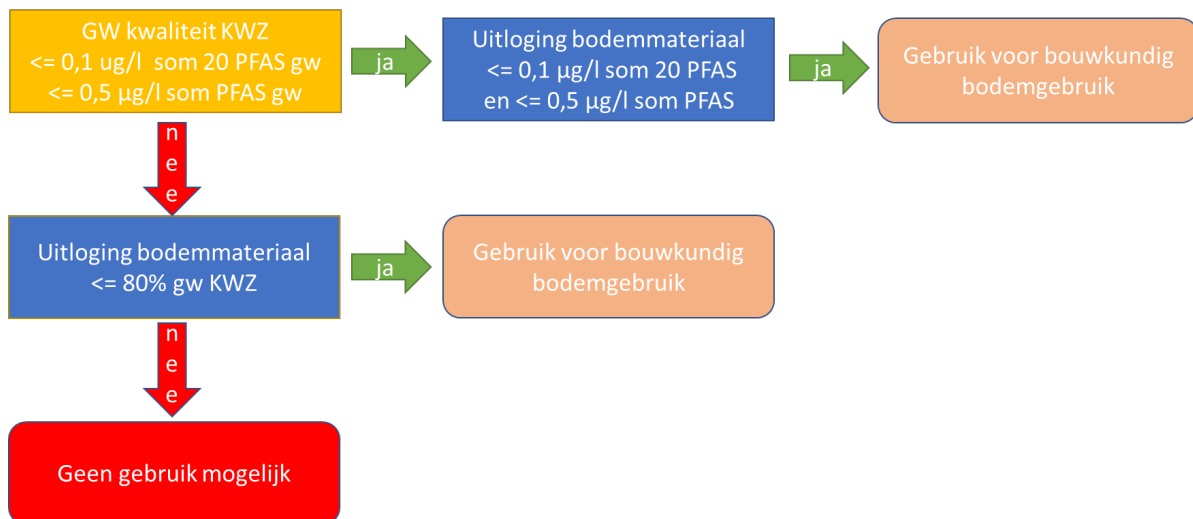 GW kwaliteit KWZ
<= 0,1 ug/l som 20 PFAS gw
<= 0,5 µg/l som PFAS gw
ja
Uitloging bodemmateriaal
<= 0,1 µg/l som 20 PFAS
en <= 0,5 µg/l som PFAS
ja
Gebruik voor bouwkundig
bodemgebruik
nee
Uitloging bodemmateriaal
<= 80% gw KWZ
ja
Gebruik voor bouwkundig
bodemgebruik
nee
Geen gebruik mogelijk